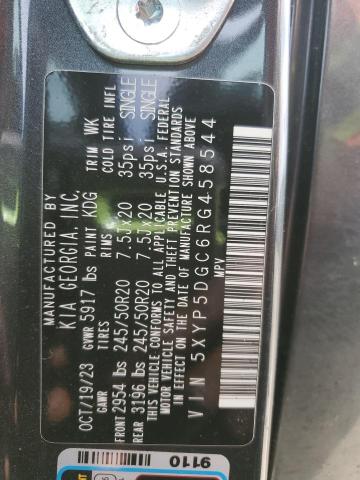 MANUFACTURED BY
KIA GEORGIA, INC.
OCT/19/23 GVWR 5917 lbs PAINT KDG TRIM WK
GAWR TIRES RIMS COLD TIRE INFL
FRONT 2954 lbs 245/50R20 7.5Jx20 35psi SINGLE
REAR 3196 lbs 245/50R20 7.5Jx20 35psi SINGLE
THIS VEHICLE CONFORMS TO ALL APPLICABLE U.S.A. FEDERAL
MOTOR VEHICLE SAFETY AND THEFT PREVENTION STANDARDS
IN EFFECT ON THE DATE OF MANUFACTURE SHOWN ABOVE.
VIN 5XYP5DGC6RG458544
MPV
9110